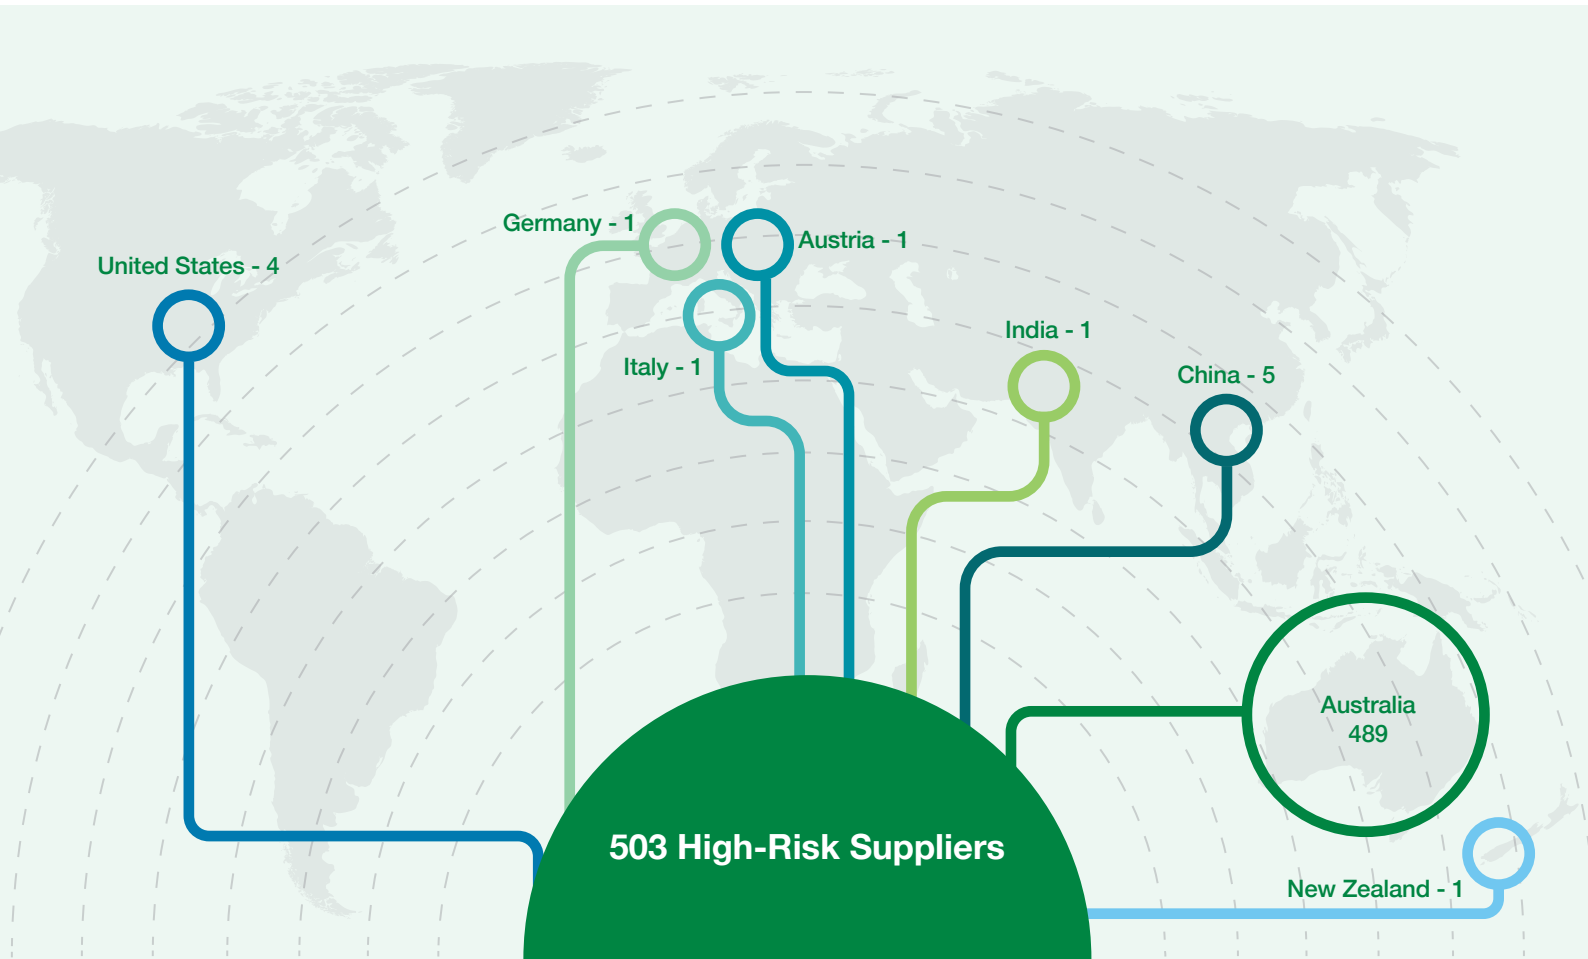 Germany - 1
Austria - 1
United States - 4
India - 1
Italy - 1
China - 5
Australia
489
503 High-Risk Suppliers
New Zealand - 1